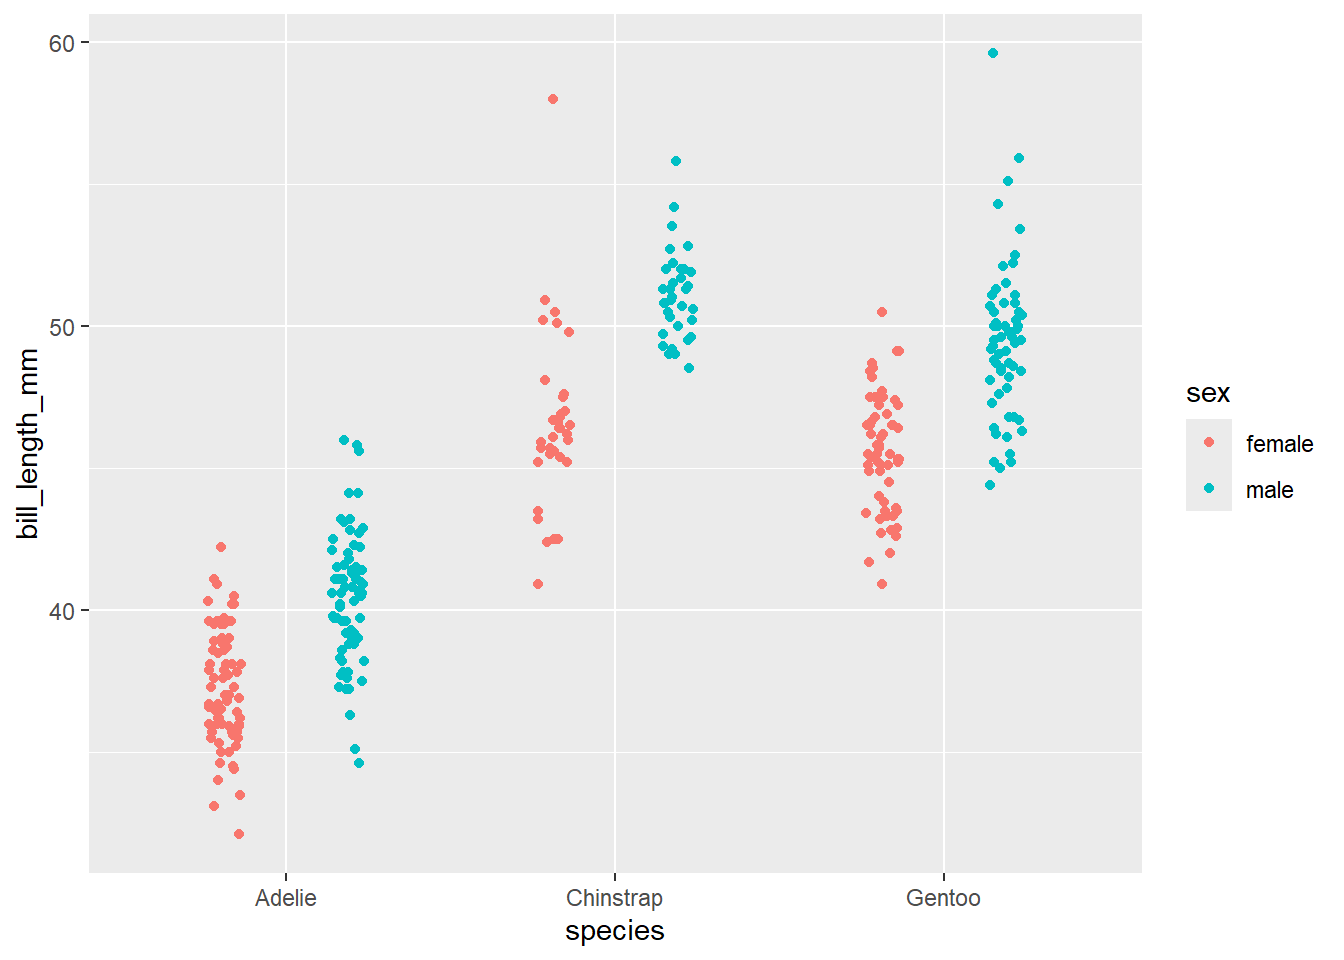 60
50
40
bill_length_mm
Adelie
Chinstrap
Gentoo
species
sex
female
male